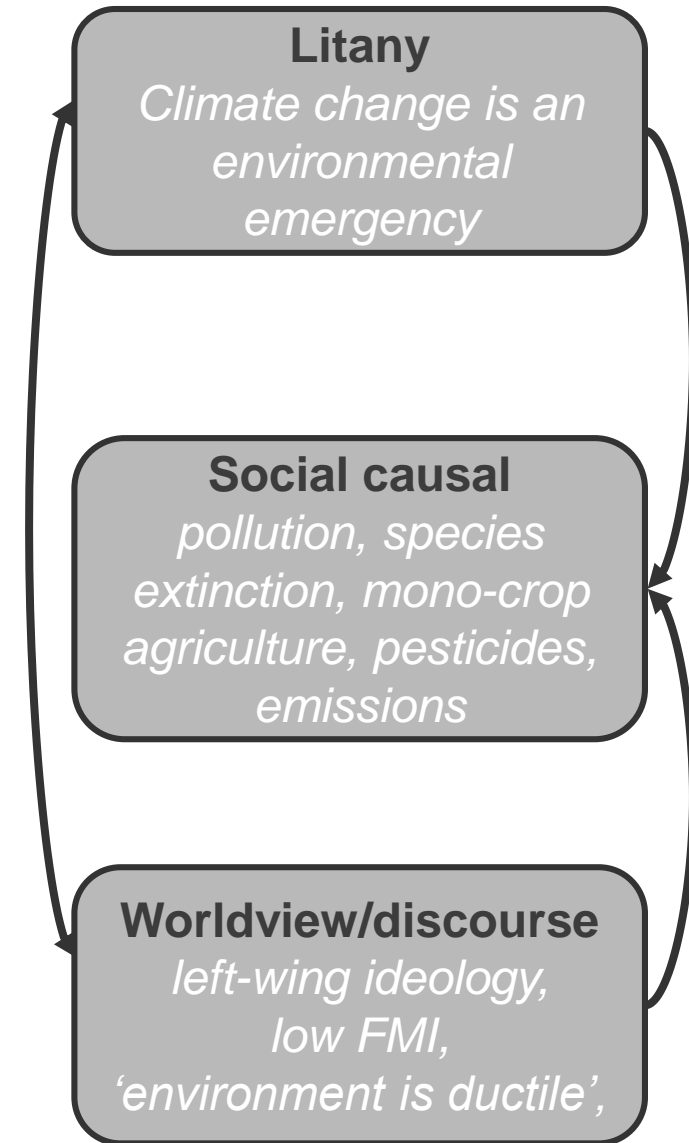 Litany
Climate change is an
environmental
emergency
Social causal
pollution, species
extinction, mono-crop
agriculture, pesticides,
emissions
Worldview/discourse
left-wing ideology,
low FMI,
‘environment is ductile’,